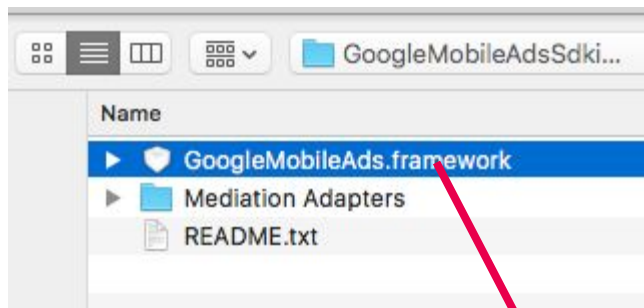 GoogleMobileAdsSdki...
Name
GoogleMobileAds.framework
Mediation Adapters
README.txt